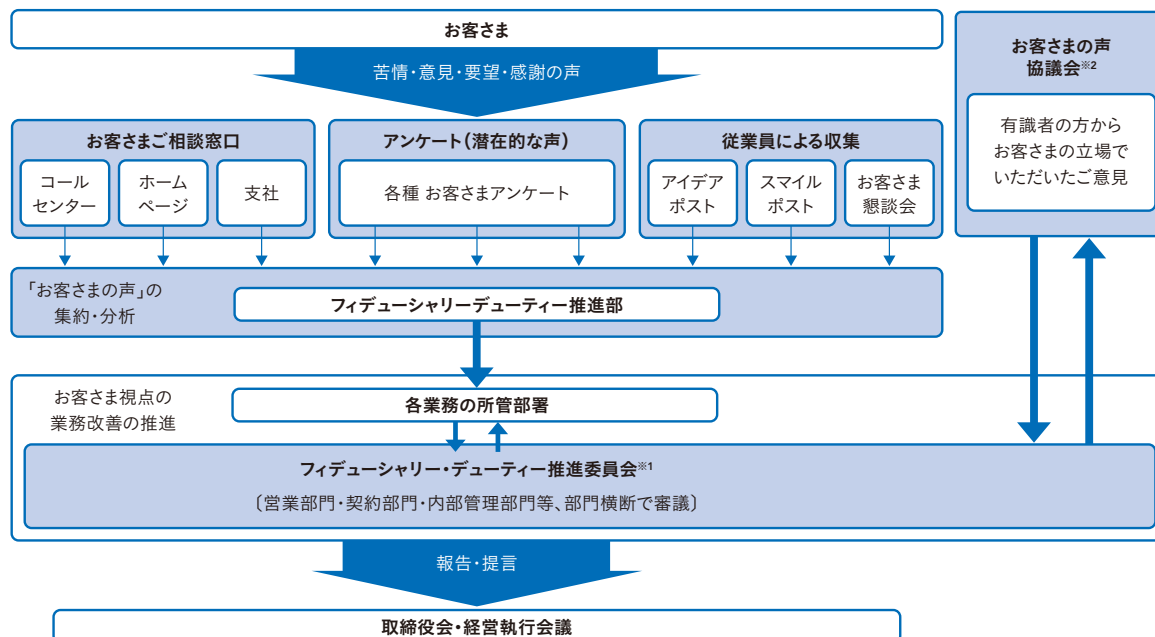 お客さま
苦情・意見・要望・感謝の声
お客さまご相談窓口
コール
センター
ホーム
ページ
支社
アンケート(潜在的な声)
各種 お客さまアンケート
従業員による収集
アイデア
ポスト
スマイル
ポスト
お客さま
懇談会
お客さまの声
協議会※2
有識者の方から
お客さまの立場で
いただいたご意見
「お客さまの声」の
集約・分析
フィデューシャリーデューティー推進部
お客さま視点の
業務改善の推進
各業務の所管部署
フィデューシャリー・デューティー推進委員会※1
〔営業部門・契約部門・内部管理部門等、部門横断で審議〕
報告・提言
取締役会・経営執行会議